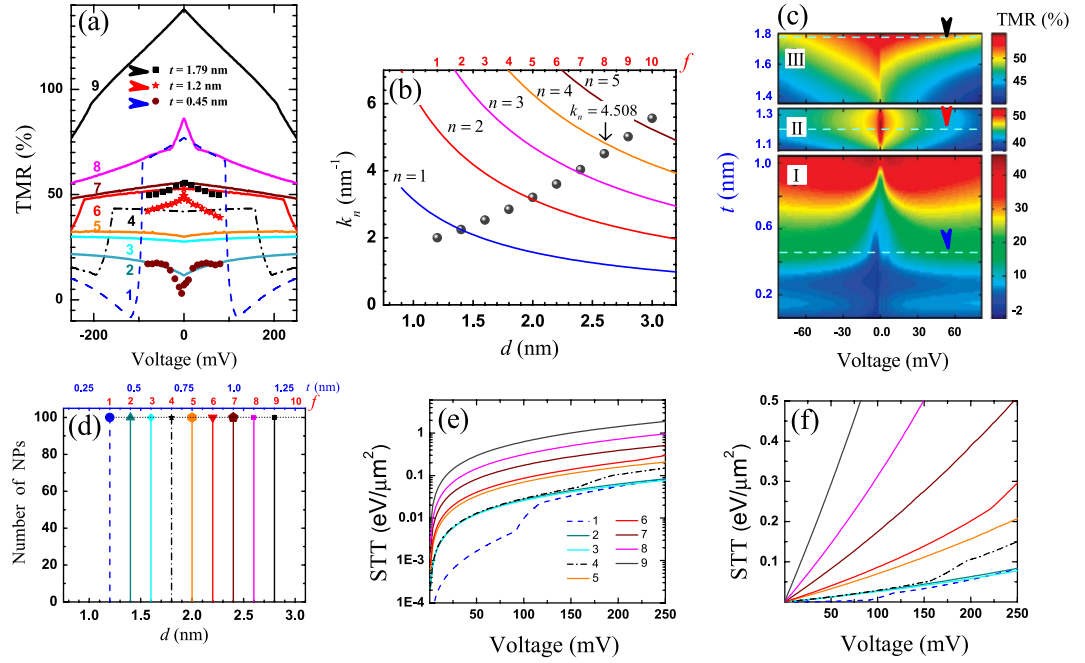 (a)
TMR (%)
100
50
0
t = 1.79 nm
t = 1.2 nm
t = 0.45 nm
9
8
7
6
4
5
3
2
1
-200
0
200
Voltage (mV)
(b)
1 2 3 4 5 6 7 8 9 10 f
kn (nm-1)
6
4
2
0
n = 5
n = 4
n = 3
n = 2
n = 1
kn = 4.508
1.0 1.5 2.0 2.5 3.0
d (nm)
(c)
TMR (%)
t (nm)
1.8
1.6
1.4
III
50
45
1.3
1.1
II
50
40
1.0
0.6
0.2
I
50
40
30
20
10
-2
-60 -30 0.0 30 60
Voltage (mV)
(d)
0.25 0.5 0.75 1.0 1.25 t (nm)
1 2 3 4 5 6 7 8 9 10 f
Number of NPs
100
80
60
40
20
0
1.0 1.5 2.0 2.5 3.0
d (nm)
(e)
STT (eV/μm2)
1
0.1
0.01
1E-3
1E-4
1 6
2 7
3 8
4 9
5
50 100 150 200 250
Voltage (mV)
(f)
STT (eV/μm2)
0.5
0.4
0.3
0.2
0.1
50 100 150 200 250
Voltage (mV)